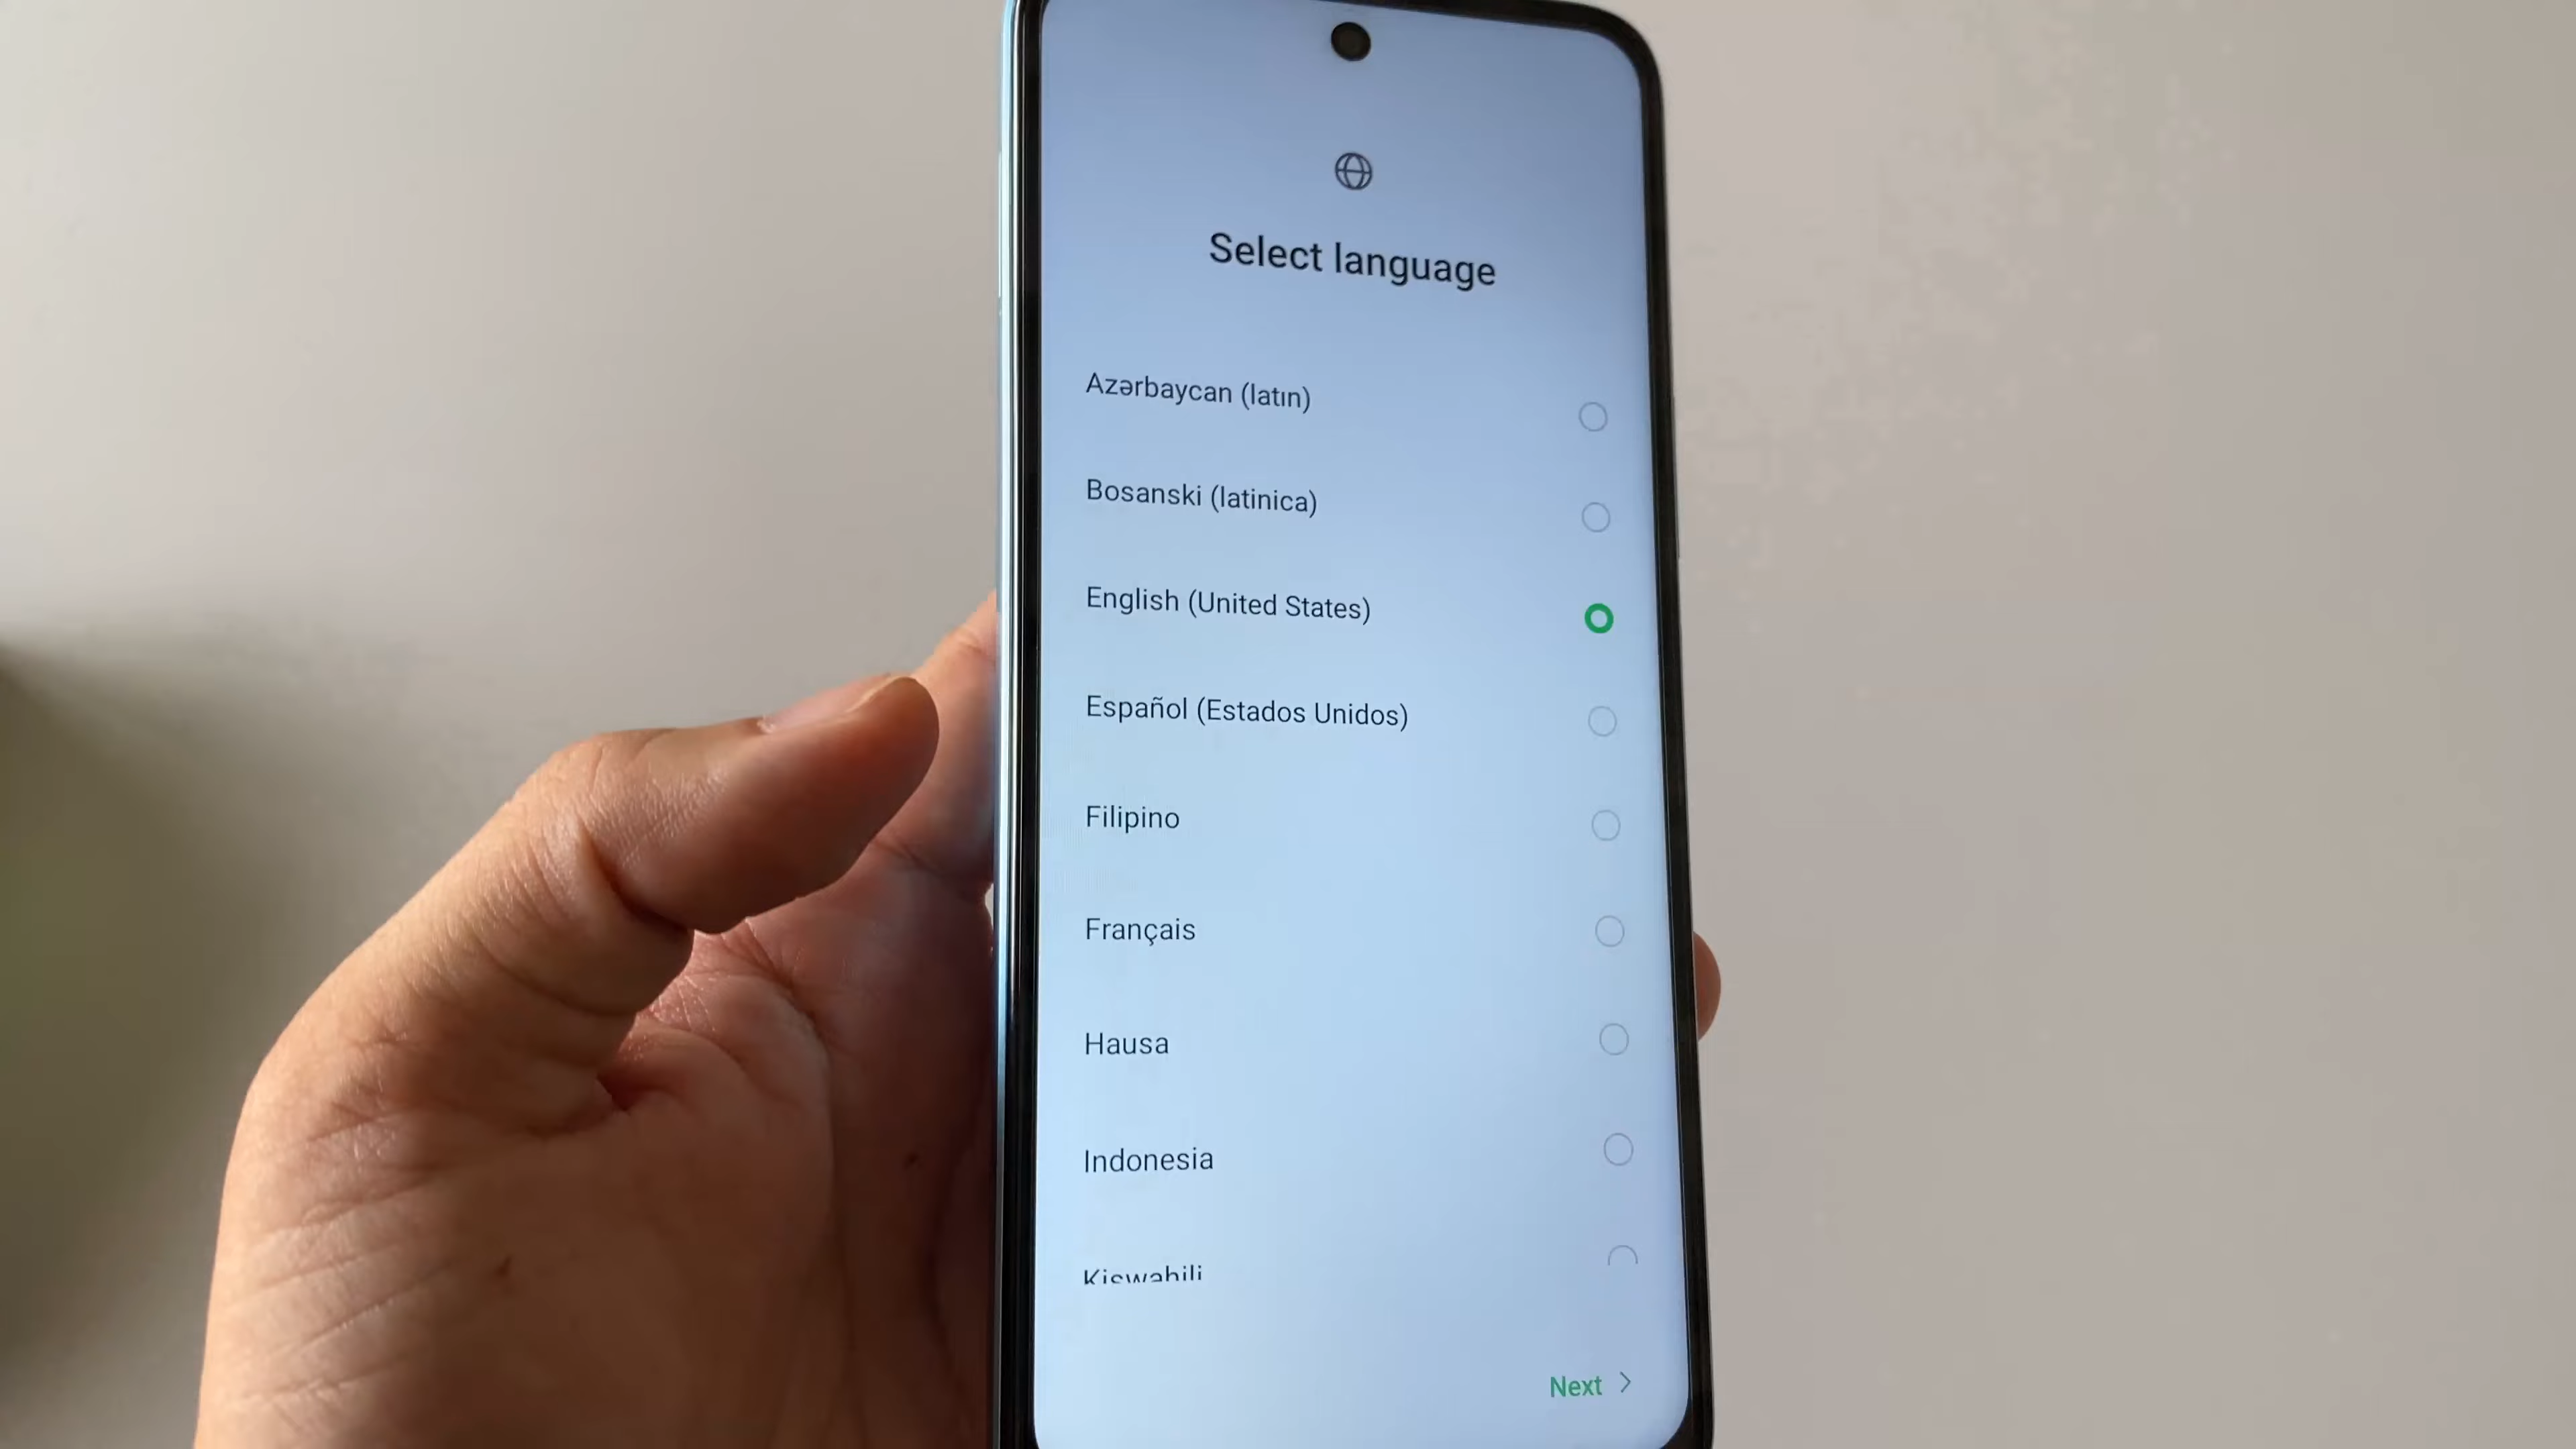 Select language
Azərbaycan (latın)
Bosanski (latinica)
English (United States)
Español (Estados Unidos)
Filipino
Français
Hausa
Indonesia
Kiswahili
Next